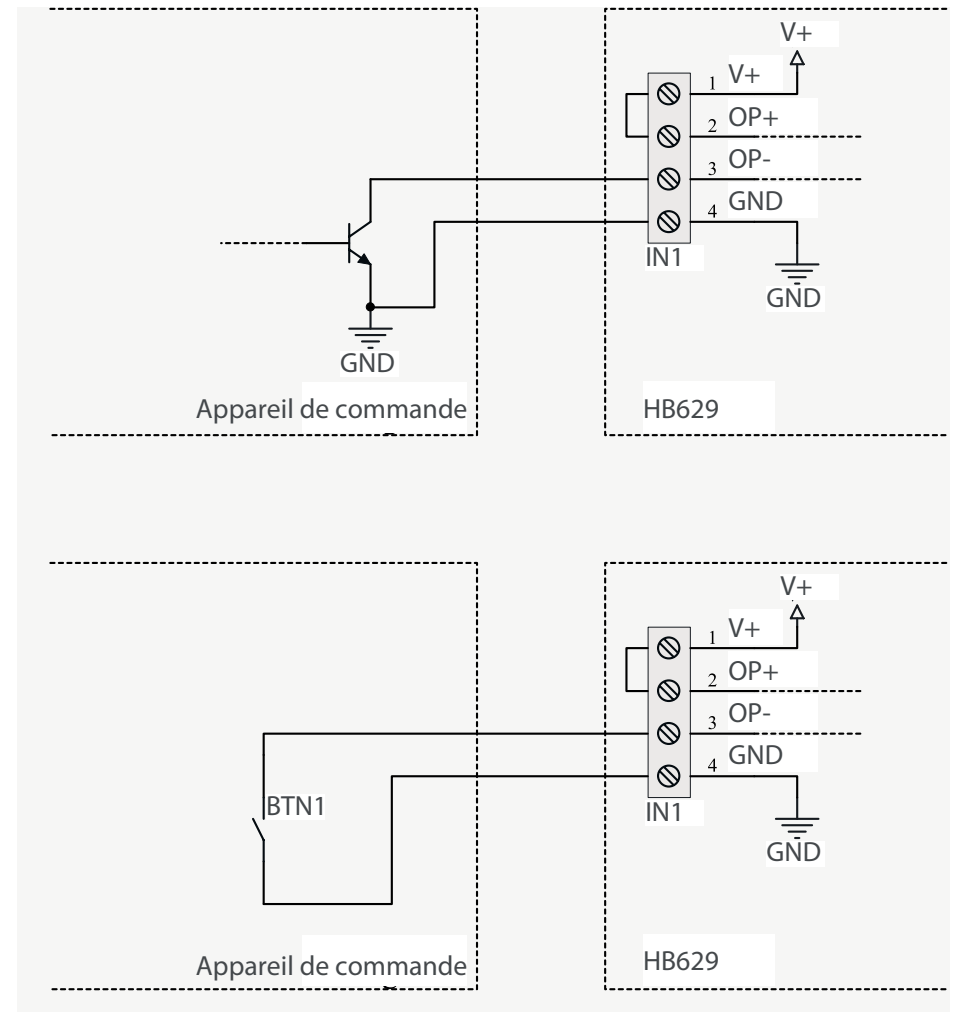 V+
1 V+
2 OP+
3 OP-
4 GND
IN1
GND
GND
Appareil de commande
HB629
V+
1 V+
2 OP+
3 OP-
4 GND
BTN1
IN1
GND
Appareil de commande
HB629